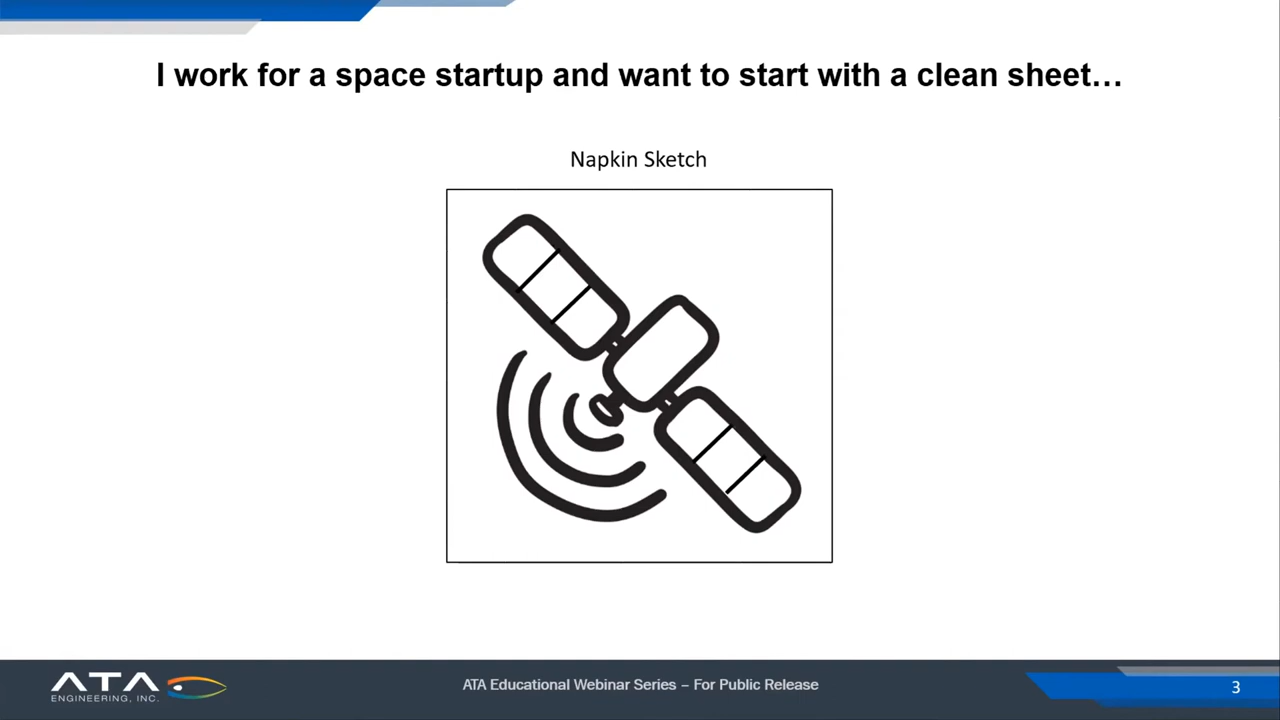 I work for a space startup and want to start with a clean sheet…
Napkin Sketch
ATA
ENGINEERING, INC.
ATA Educational Webinar Series – For Public Release
3